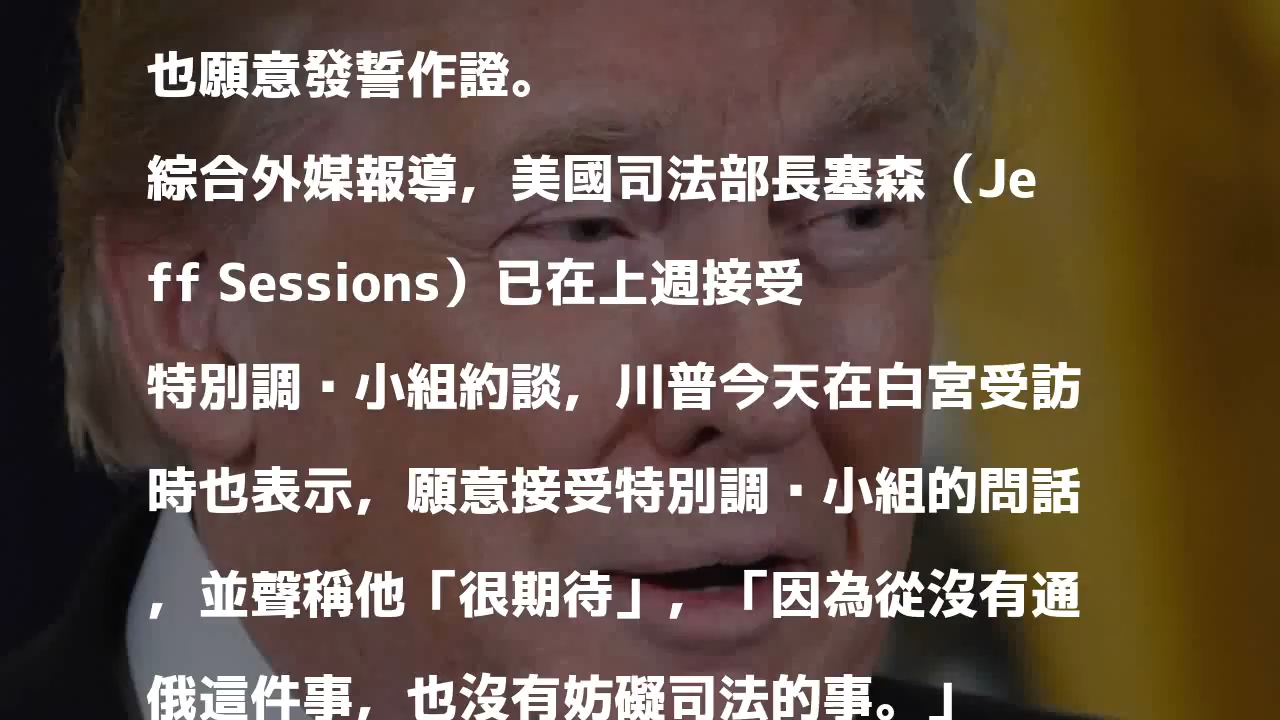 也願意發誓作證。
綜合外媒報導，美國司法部長塞森（Je
ff Sessions）已在上週接受
特別調·小組約談，川普今天在白宮受訪
時也表示，願意接受特別調·小組的問話
，並聲稱他「很期待」，「因為從沒有通
俄這件事，也沒有妨礙司法的事。」